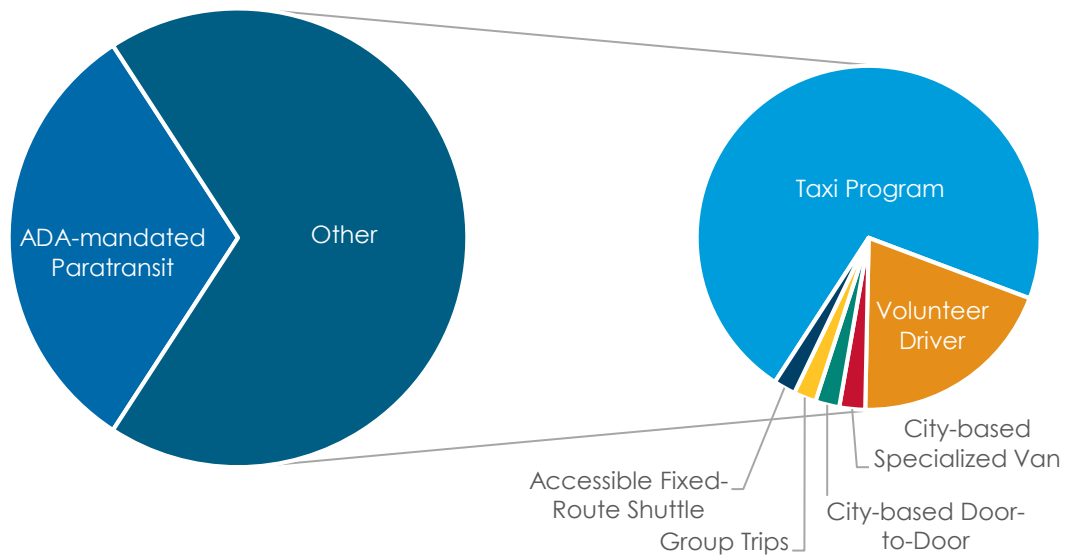 ADA-mandated
Paratransit
Other
Taxi Program
Volunteer
Driver
City-based
Specialized Van
Accessible Fixed-
Route Shuttle
City-based Door-
to-Door
Group Trips